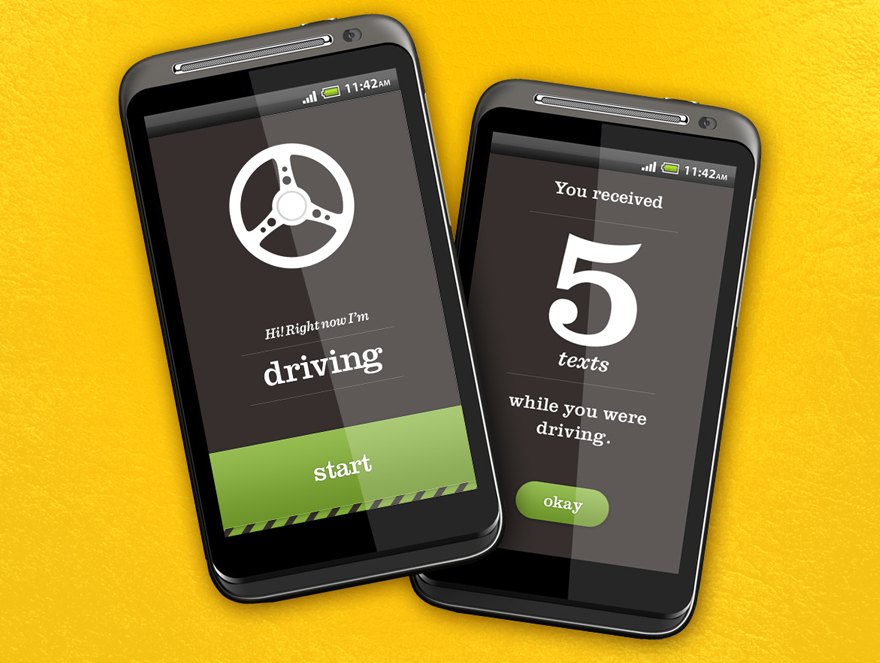 11:42AM
Hi! Right now I'm
driving
start
11:42AM
You received
5
texts
while you were
driving.
okay